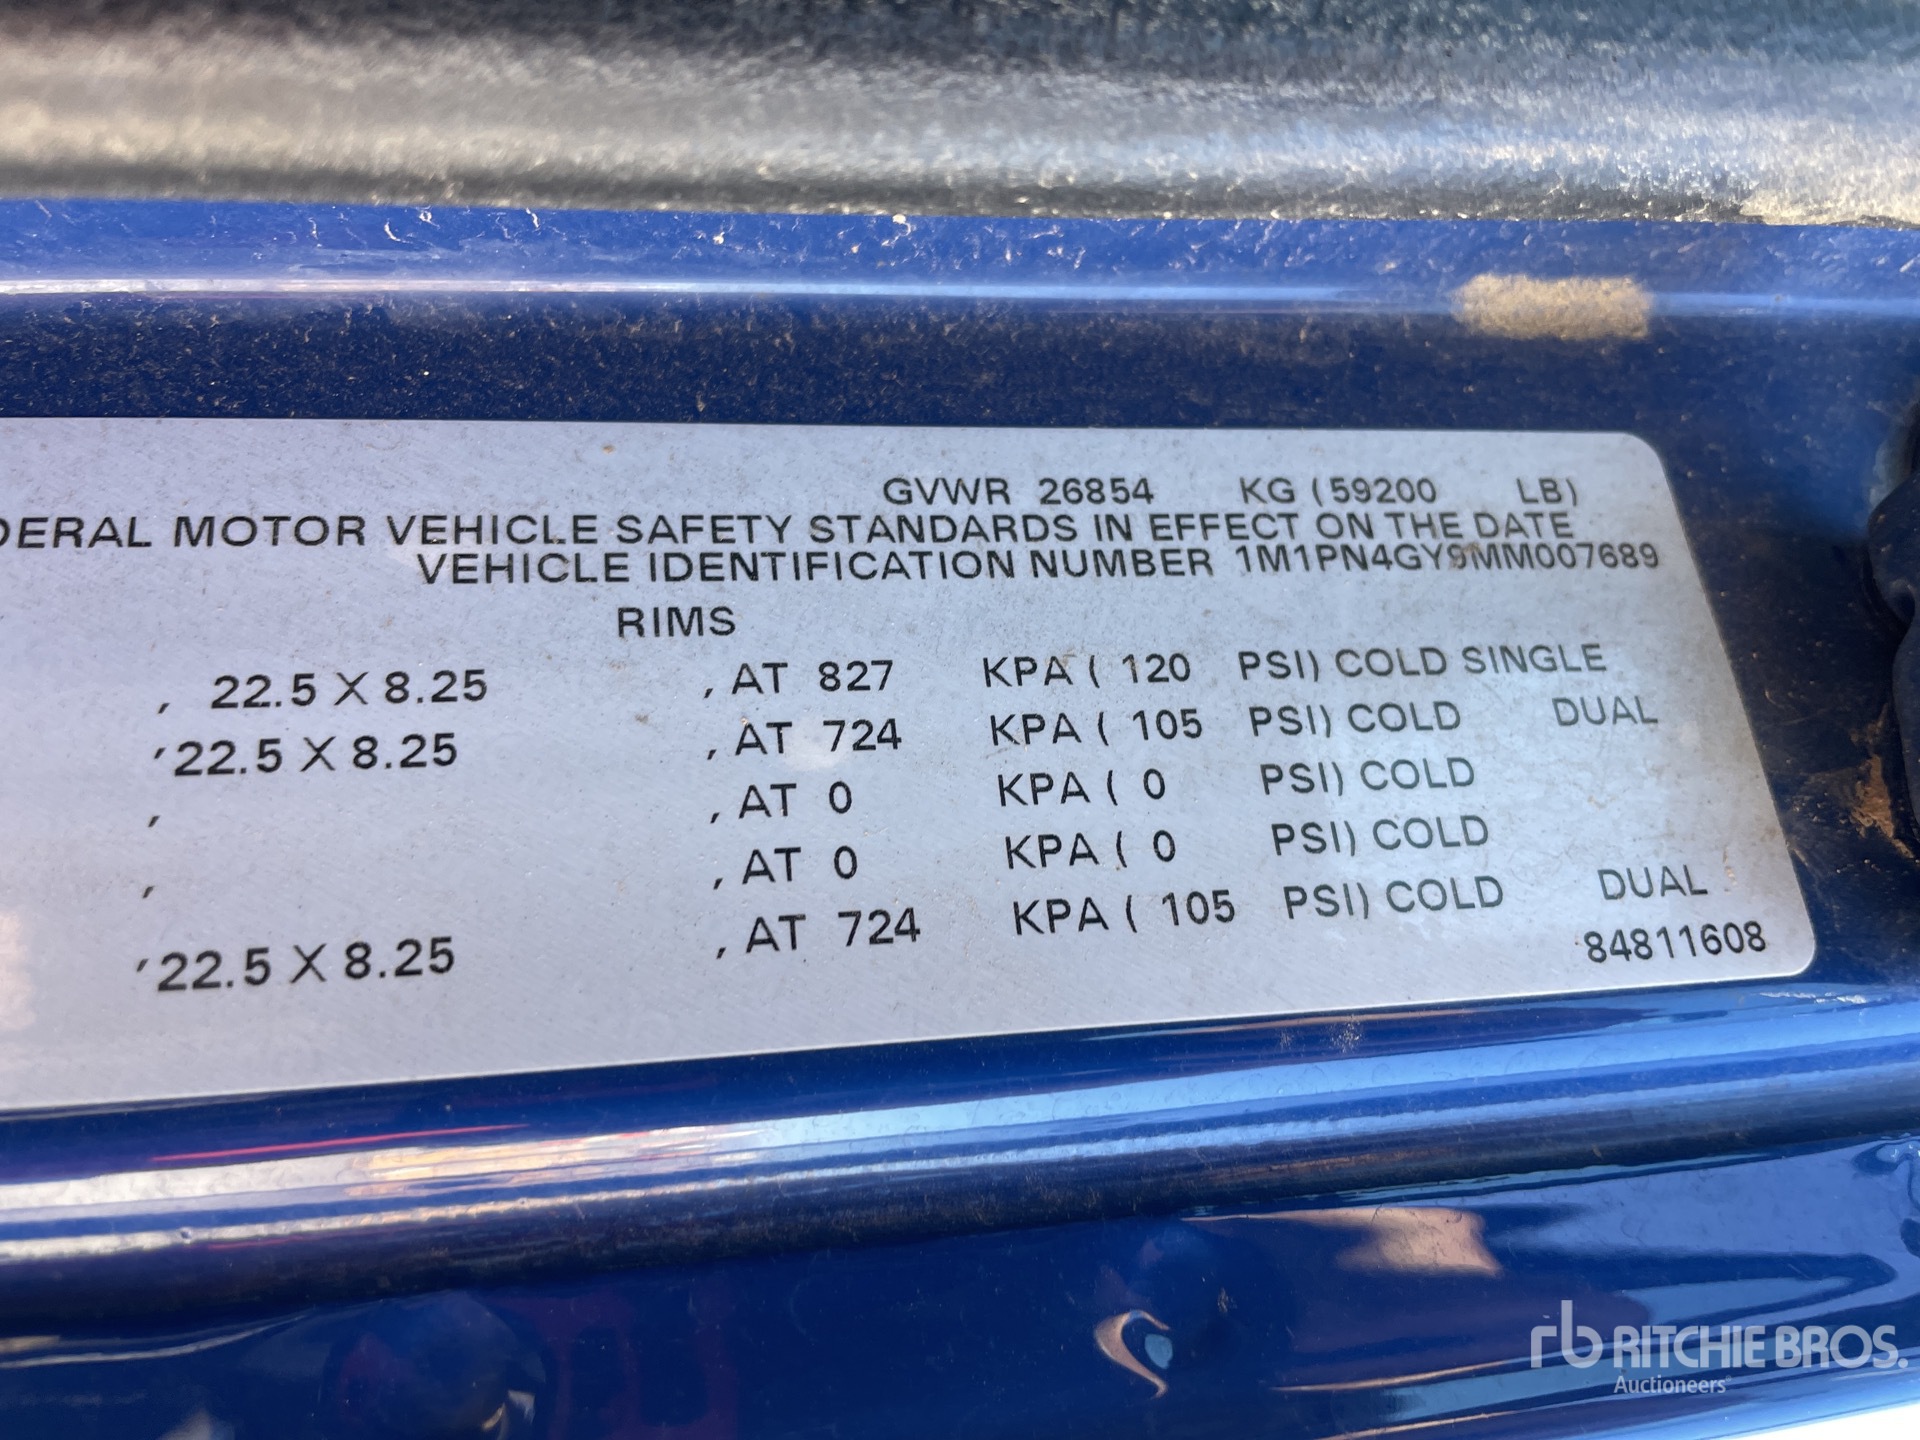 GVWR 26854 KG (59200 LB)
DERAL MOTOR VEHICLE SAFETY STANDARDS IN EFFECT ON THE DATE
VEHICLE IDENTIFICATION NUMBER 1M1PN4GY9MM007689
RIMS
, 22.5 X 8.25 , AT 827 KPA ( 120 PSI) COLD SINGLE
, 22.5 X 8.25 , AT 724 KPA ( 105 PSI) COLD DUAL
, , AT 0 KPA ( 0 PSI) COLD
, , AT 0 KPA ( 0 PSI) COLD
, 22.5 X 8.25 , AT 724 KPA ( 105 PSI) COLD DUAL
84811608
rb RITCHIE BROS.
Auctioneers